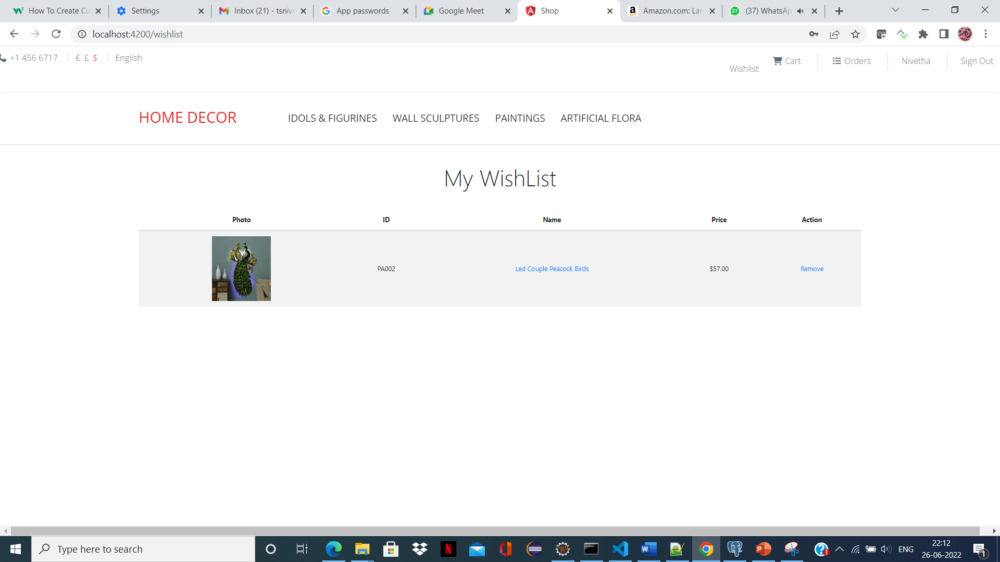 How To Create Cu
Settings
Inbox (21) - tsnive
App passwords
Google Meet
Shop
Amazon.com: Lar
(37) WhatsAp
localhost:4200/wishlist
+1 456 6717
€ £ $
English
Wishlist
Cart
Orders
Nivetha
Sign Out
HOME DECOR
IDOLS & FIGURINES
WALL SCULPTURES
PAINTINGS
ARTIFICIAL FLORA
My WishList
Photo ID Name Price Action
PA002 Led Couple Peacock Birds $57.00 Remove
Type here to search
ENG
22:12
26-06-2022
1